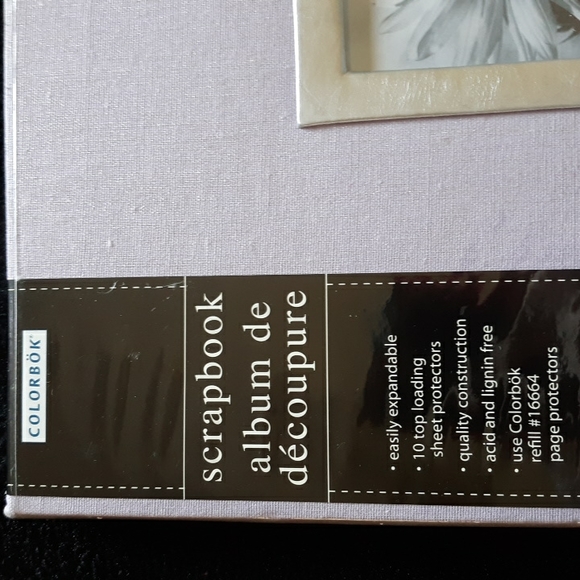 COLORBÖK
scrapbook
album de
découpure
• easily expandable
• 10 top loading
sheet protectors
• quality construction
• acid and lignin free
• use Colorbök
refill #16664
page protectors